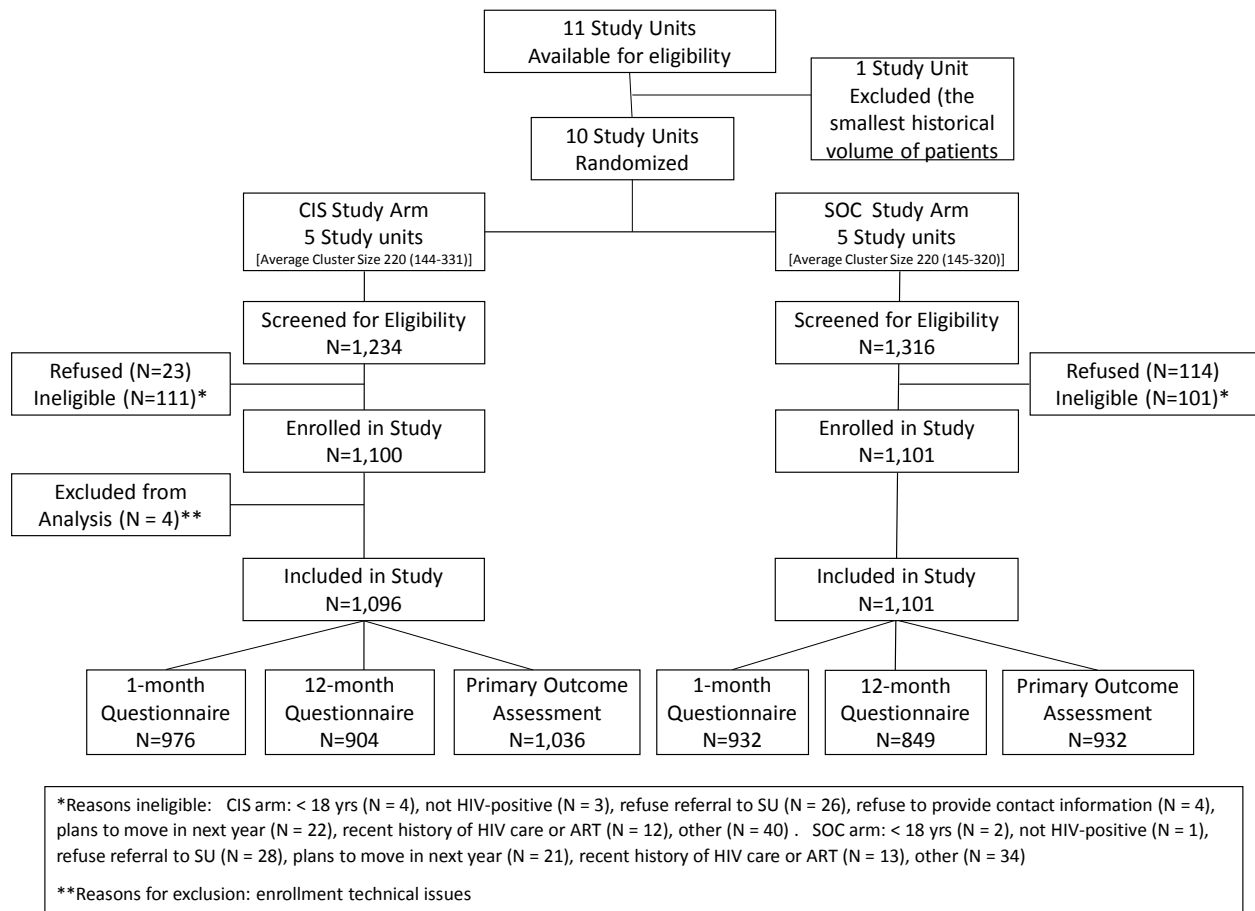 11 Study Units
Available for eligibility
1 Study Unit
Excluded (the
smallest historical
volume of patients
10 Study Units
Randomized
CIS Study Arm
5 Study units
[Average Cluster Size 220 (144-331)]
SOC Study Arm
5 Study units
[Average Cluster Size 220 (145-320)]
Screened for Eligibility
N=1,234
Screened for Eligibility
N=1,316
Refused (N=23)
Ineligible (N=111)*
Refused (N=114)
Ineligible (N=101)*
Enrolled in Study
N=1,100
Enrolled in Study
N=1,101
Excluded from
Analysis (N = 4)**
Included in Study
N=1,096
Included in Study
N=1,101
1-month
Questionnaire
N=976
12-month
Questionnaire
N=904
Primary Outcome
Assessment
N=1,036
1-month
Questionnaire
N=932
12-month
Questionnaire
N=849
Primary Outcome
Assessment
N=932
*Reasons ineligible: CIS arm: < 18 yrs (N = 4), not HIV-positive (N = 3), refuse referral to SU (N = 26), refuse to provide contact information (N = 4),
plans to move in next year (N = 22), recent history of HIV care or ART (N = 12), other (N = 40) . SOC arm: < 18 yrs (N = 2), not HIV-positive (N = 1),
refuse referral to SU (N = 28), plans to move in next year (N = 21), recent history of HIV care or ART (N = 13), other (N = 34)
**Reasons for exclusion: enrollment technical issues